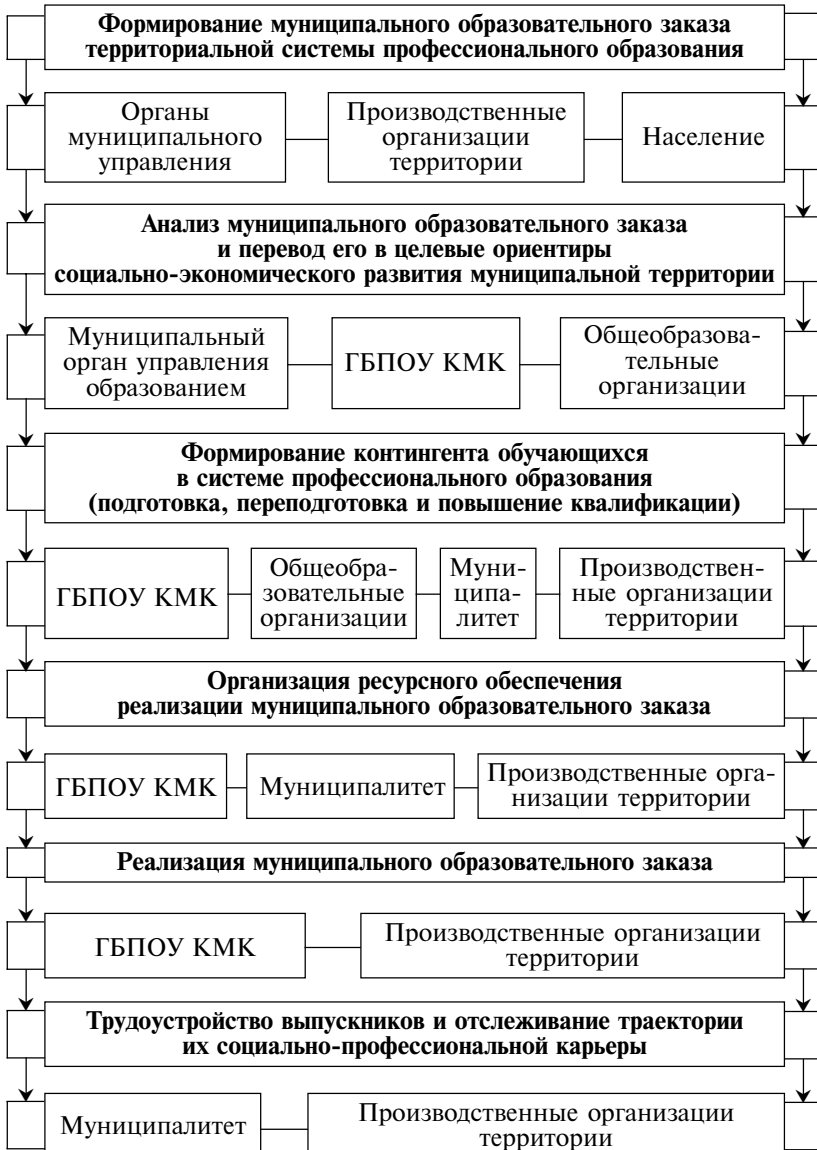 Формирование муниципального образовательного заказа
территориальной системы профессионального образования
Органы
муниципального
управления
Производственные
организации
территории
Население
Анализ муниципального образовательного заказа
и перевод его в целевые ориентиры
социально-экономического развития муниципальной территории
Муниципальный
орган управления
образованием
ГБПОУ КМК
Общеобразова-
тельные
организации
Формирование контингента обучающихся
в системе профессионального образования
(подготовка, переподготовка и повышение квалификации)
ГБПОУ КМК
Общеобра-
зовательные
организации
Муни-
ципа-
литет
Производствен-
ные организации
территории
Организация ресурсного обеспечения
реализации муниципального образовательного заказа
ГБПОУ КМК
Муниципалитет
Производственные орга-
низации территории
Реализация муниципального образовательного заказа
ГБПОУ КМК
Производственные организации
территории
Трудоустройство выпускников и отслеживание траектории
их социально-профессиональной карьеры
Муниципалитет
Производственные организации
территории